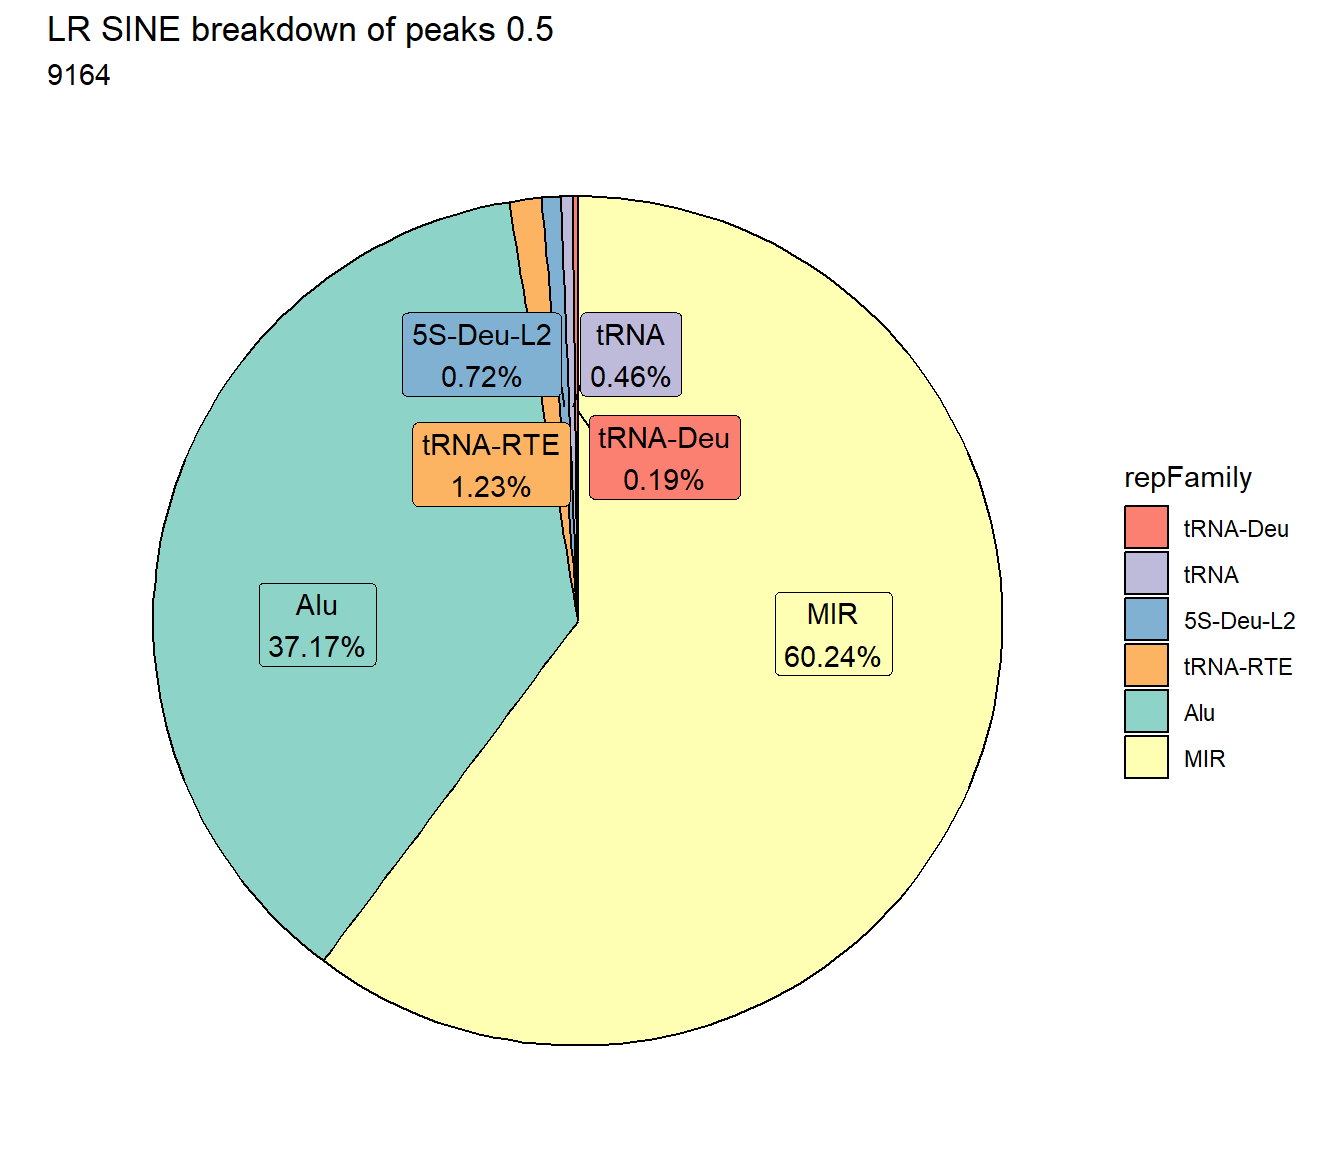 LR SINE breakdown of peaks 0.5
9164
5S-Deu-L2
0.72%
tRNA
0.46%
tRNA-RTE
1.23%
tRNA-Deu
0.19%
Alu
37.17%
MIR
60.24%
repFamily
tRNA-Deu
tRNA
5S-Deu-L2
tRNA-RTE
Alu
MIR